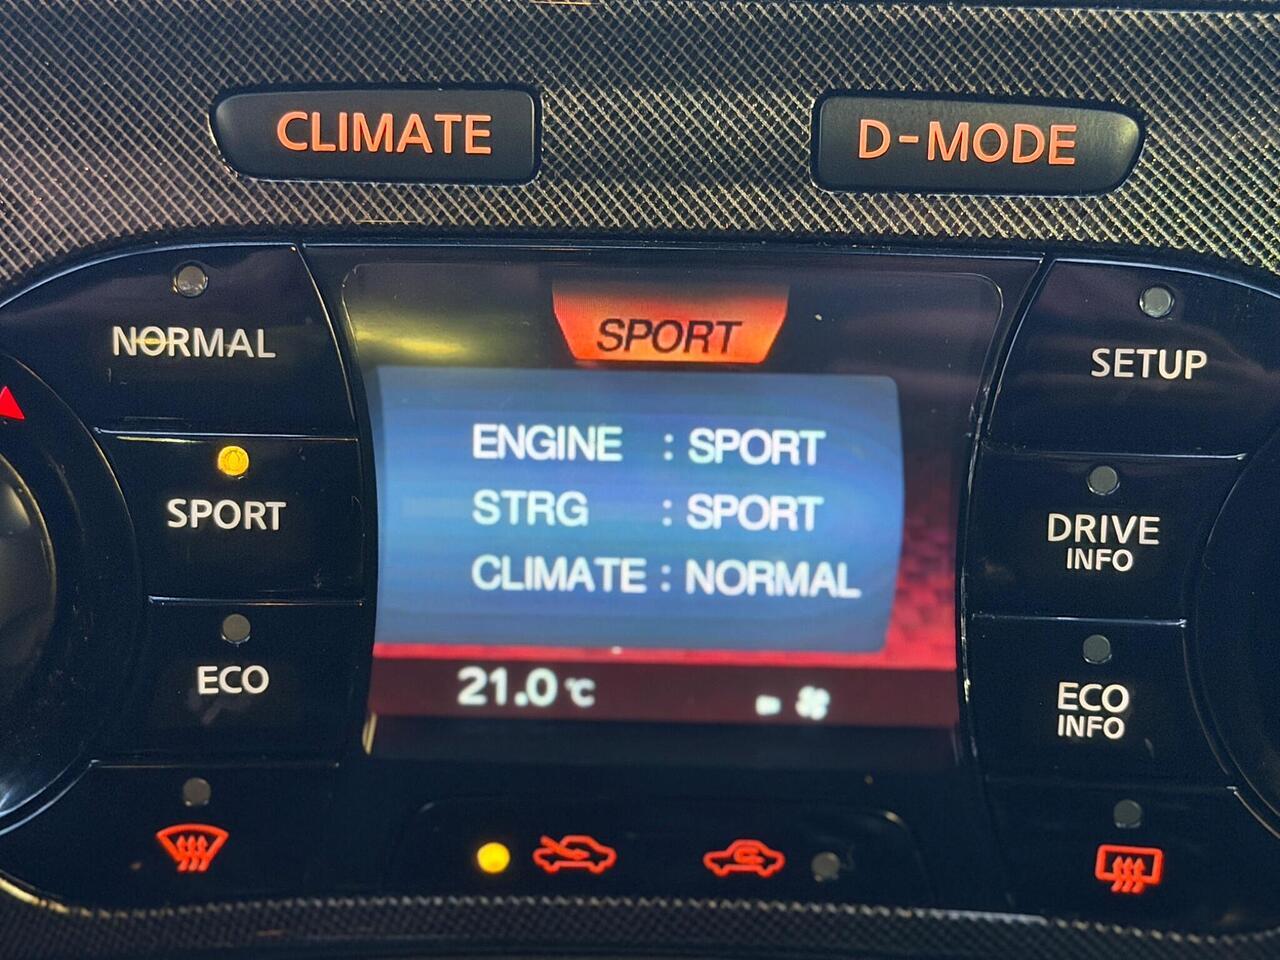 CLIMATE
D-MODE
NORMAL
SPORT
ECO
SPORT
ENGINE : SPORT
STRG : SPORT
CLIMATE : NORMAL
21.0 °C
SETUP
DRIVE
INFO
ECO
INFO